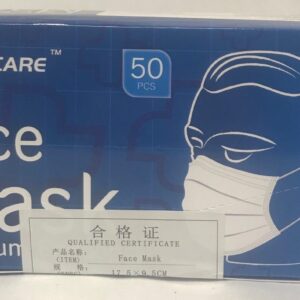 CARE™
50
PCS
ce
ask
um
合格证
QUALIFIED CERTIFICATE
产品名称
(ITEM)
Face Mask
规 格:
17.5×9.5CM